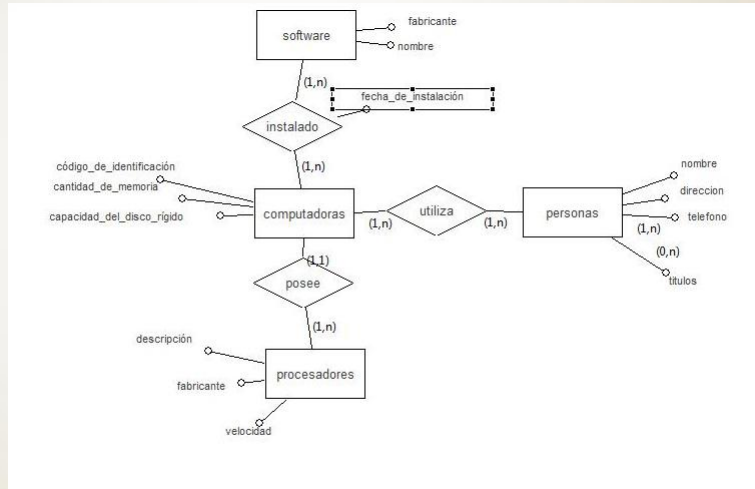 fabricante
software
nombre
(1,n)
fecha_de_instalación
instalado
(1,n)
código_de_identificación
cantidad_de_memoria
capacidad_del_disco_rígido
computadoras
(1,n)
utiliza
(1,n)
personas
nombre
direccion
telefono
(1,n)
(0,n)
titulos
(1,1)
posee
(1,n)
descripción
procesadores
fabricante
velocidad